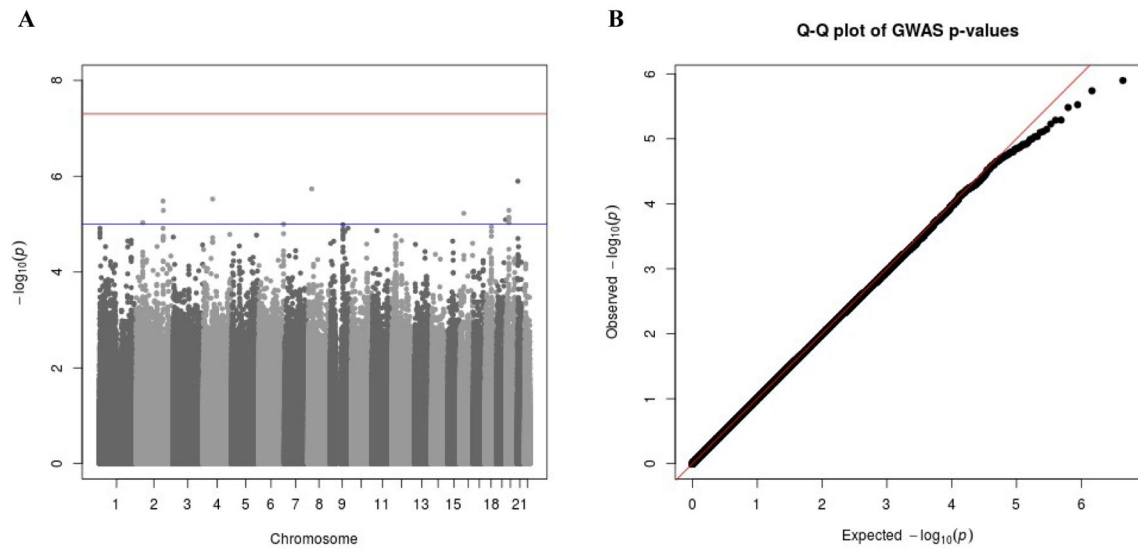 A
8
6
4
2
0
−log10(p)
1 2 3 4 5 6 7 8 9 11 13 15 18 21
Chromosome
B
Q-Q plot of GWAS p-values
6
5
4
3
2
1
0
Observed −log10(p)
0 1 2 3 4 5 6
Expected −log10(p)